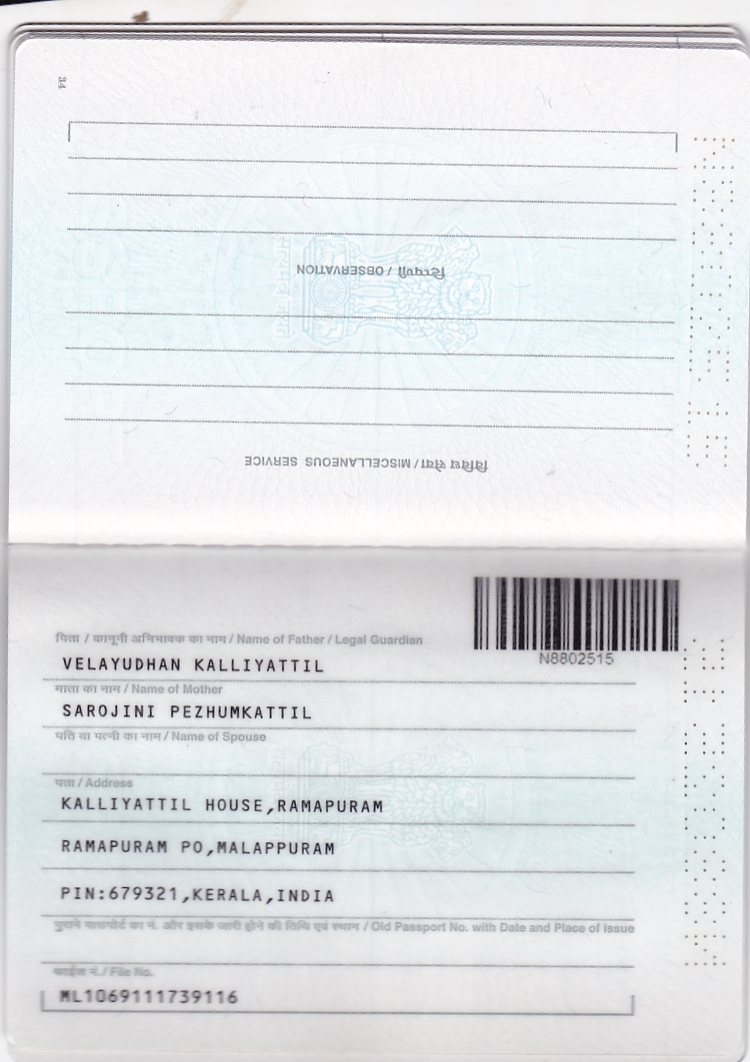 34
टिप्पणी / OBSERVATION
विविध सेवा / MISCELLANEOUS SERVICE
पिता / कानूनी अभिभावक का नाम / Name of Father / Legal Guardian
N8802515
VELAYUDHAN KALLIYATTIL
माता का नाम / Name of Mother
SAROJINI PEZHUMKATTIL
पति या पत्नी का नाम / Name of Spouse
पता / Address
KALLIYATTIL HOUSE,RAMAPURAM
RAMAPURAM PO,MALAPPURAM
PIN:679321,KERALA,INDIA
पुराने पासपोर्ट का नं. और इसके जारी होने की तिथि एवं स्थान / Old Passport No. with Date and Place of Issue
फाईल नं./ File No.
ML1069111739116